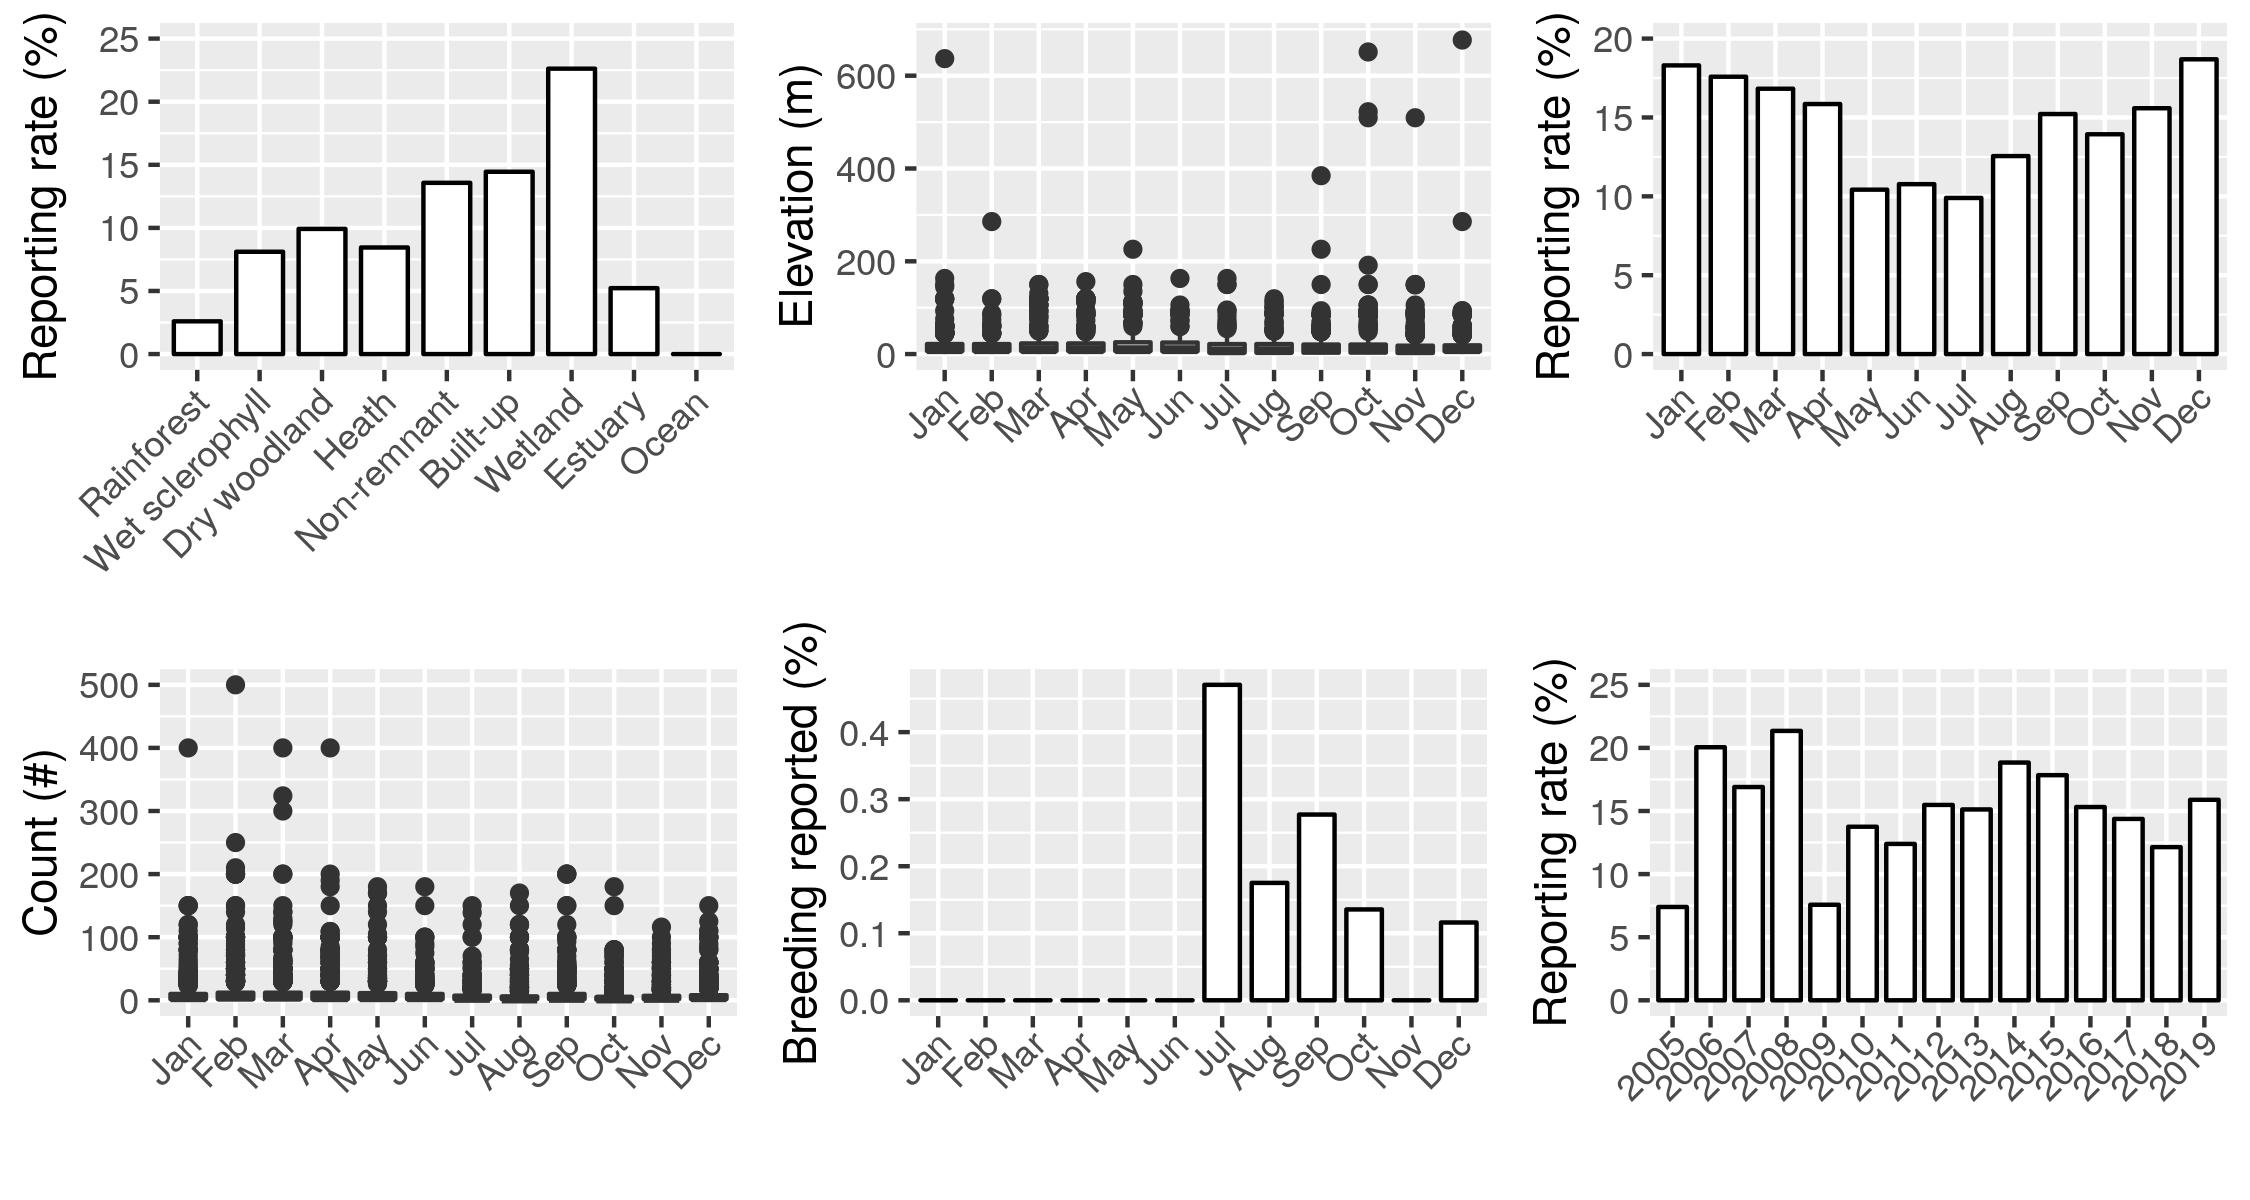 Reporting rate (%)
25
20
15
10
5
0
Rainforest
Wet sclerophyll
Dry woodland
Heath
Non-remnant
Built-up
Wetland
Estuary
Ocean
Elevation (m)
600
400
200
0
Jan
Feb
Mar
Apr
May
Jun
Jul
Aug
Sep
Oct
Nov
Dec
Reporting rate (%)
20
15
10
5
0
Jan
Feb
Mar
Apr
May
Jun
Jul
Aug
Sep
Oct
Nov
Dec
Count (#)
500
400
300
200
100
0
Jan
Feb
Mar
Apr
May
Jun
Jul
Aug
Sep
Oct
Nov
Dec
Breeding reported (%)
0.4
0.3
0.2
0.1
0.0
Jan
Feb
Mar
Apr
May
Jun
Jul
Aug
Sep
Oct
Nov
Dec
Reporting rate (%)
25
20
15
10
5
0
2005
2006
2007
2008
2009
2010
2011
2012
2013
2014
2015
2016
2017
2018
2019